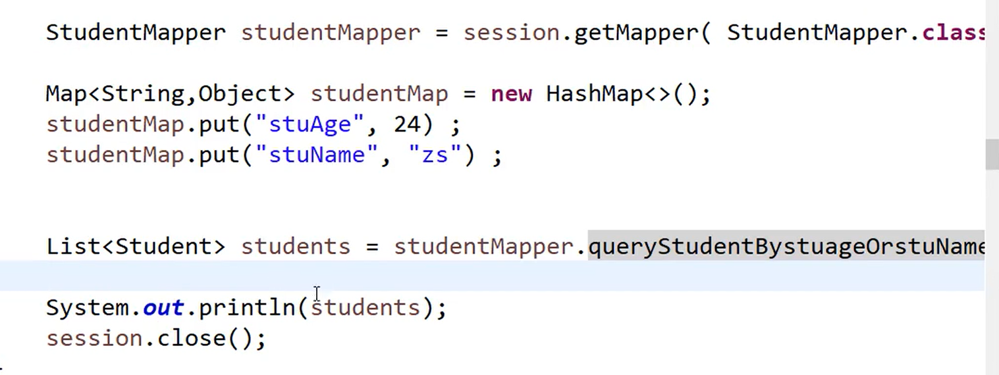 StudentMapper studentMapper = session.getMapper( StudentMapper.class
Map<String,Object> studentMap = new HashMap<>();
studentMap.put("stuAge", 24) ;
studentMap.put("stuName", "zs") ;
List<Student> students = studentMapper.queryStudentBystuageOrstuName
System.out.println(students);
session.close();